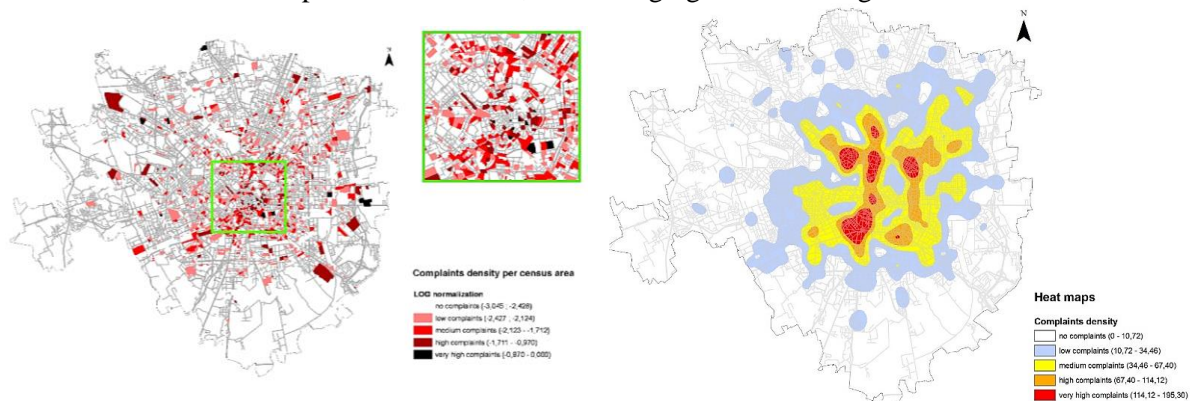 N
N
Complaints density per census area
LOG normalization
no complaints (-3,045 ; -2,428)
low complaints (-2,427 ; -2,124)
medium complaints (-2,123 - -1,712)
high complaints (-1,711 - -0,970)
very high complaints (-0,970 - 0,000)
Heat maps
Complaints density
no complaints (0 - 10,72)
low complaints (10,72 - 34,46)
medium complaints (34,46 - 67,40)
high complaints (67,40 - 114,12)
very high complaints (114,12 - 195,30)